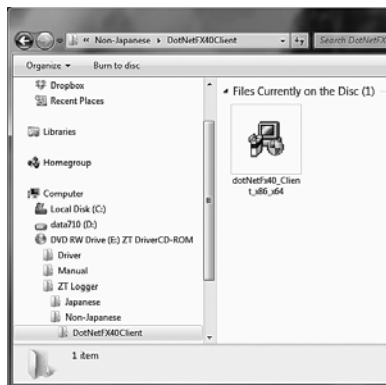 « Non-Japanese ▸ DotNetFX40Client
Search DotNetFX
Organize
Burn to disc
Dropbox
Recent Places
Libraries
Homegroup
Computer
Local Disk (C:)
data710 (D:)
DVD RW Drive (E:) ZT DriverCD-ROM
Driver
Manual
ZT Logger
Japanese
Non-Japanese
DotNetFX40Client
Files Currently on the Disc (1)
dotNetFx40_Clien
t_x86_x64
1 item